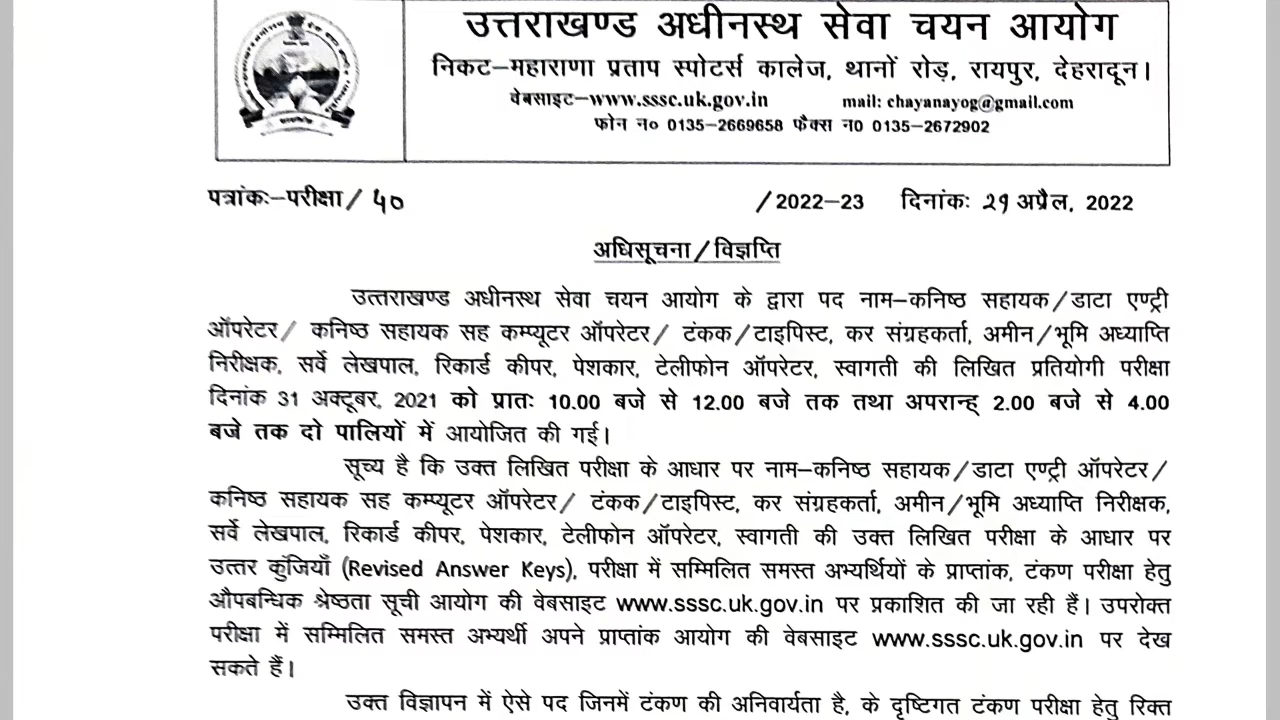 उत्तराखण्ड अधीनस्थ सेवा चयन आयोग
निकट–महाराणा प्रताप स्पोटर्स कालेज, थानों रोड़, रायपुर, देहरादून।
वेबसाइट–www.sssc.uk.gov.in mail: chayanayog@gmail.com
फोन न० 0135–2669658 फैक्स न0 0135–2672902
पत्रांकः–परीक्षा/ 40 /2022–23 दिनांकः 29 अप्रैल, 2022
अधिसूचना/विज्ञप्ति
उत्तराखण्ड अधीनस्थ सेवा चयन आयोग के द्वारा पद नाम–कनिष्ठ सहायक/डाटा एण्ट्री
ऑपरेटर/ कनिष्ठ सहायक सह कम्प्यूटर ऑपरेटर/ टंकक/टाइपिस्ट, कर संग्रहकर्ता, अमीन/भूमि अध्याप्ति
निरीक्षक, सर्वे लेखपाल, रिकार्ड कीपर, पेशकार, टेलीफोन ऑपरेटर, स्वागती की लिखित प्रतियोगी परीक्षा
दिनांक 31 अक्टूबर, 2021 को प्रातः 10.00 बजे से 12.00 बजे तक तथा अपरान्ह् 2.00 बजे से 4.00
बजे तक दो पालियों में आयोजित की गई।
सूच्य है कि उक्त लिखित परीक्षा के आधार पर नाम–कनिष्ठ सहायक/डाटा एण्ट्री ऑपरेटर/
कनिष्ठ सहायक सह कम्प्यूटर ऑपरेटर/ टंकक/टाइपिस्ट, कर संग्रहकर्ता, अमीन/भूमि अध्याप्ति निरीक्षक,
सर्वे लेखपाल, रिकार्ड कीपर, पेशकार, टेलीफोन ऑपरेटर, स्वागती की उक्त लिखित परीक्षा के आधार पर
उत्तर कुंजियाँ (Revised Answer Keys), परीक्षा में सम्मिलित समस्त अभ्यर्थियों के प्राप्तांक, टंकण परीक्षा हेतु
औपबन्धिक श्रेष्ठता सूची आयोग की वेबसाइट www.sssc.uk.gov.in पर प्रकाशित की जा रही हैं। उपरोक्त
परीक्षा में सम्मिलित समस्त अभ्यर्थी अपने प्राप्तांक आयोग की वेबसाइट www.sssc.uk.gov.in पर देख
सकते हैं।
उक्त विज्ञापन में ऐसे पद जिनमें टंकण की अनिवार्यता है, के दृष्टिगत टंकण परीक्षा हेतु रिक्त